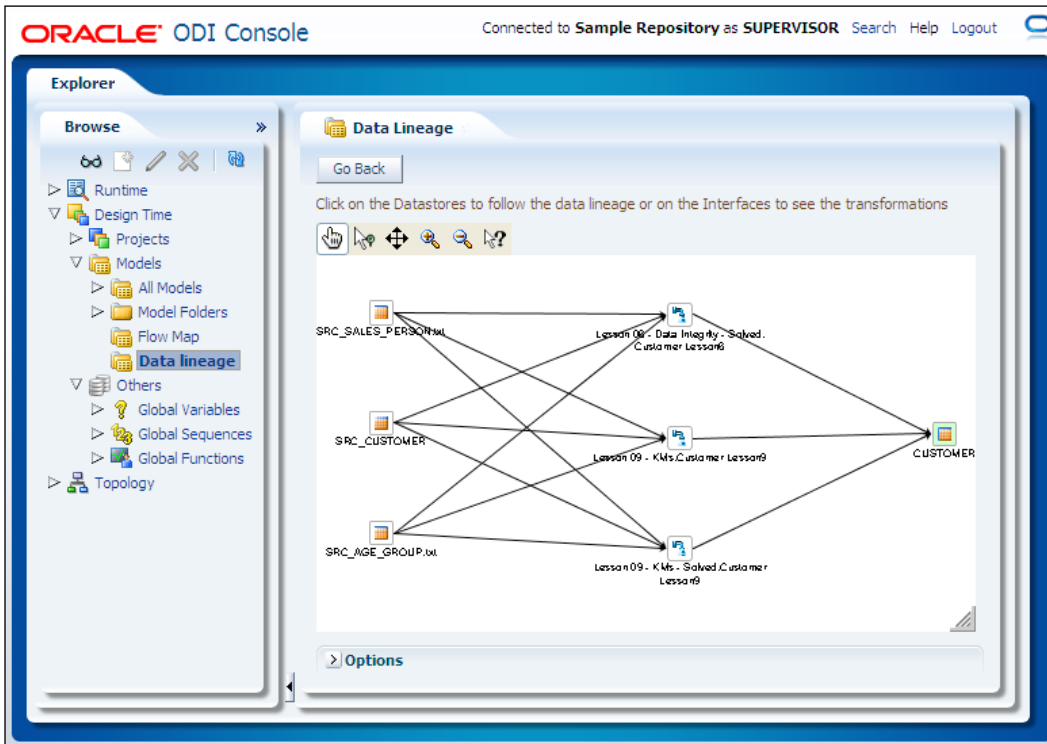 ORACLE ODI Console
Connected to Sample Repository as SUPERVISOR Search Help Logout
Explorer
Browse
Runtime
Design Time
Projects
Models
All Models
Model Folders
Flow Map
Data lineage
Others
Global Variables
Global Sequences
Global Functions
Topology
Data Lineage
Go Back
Click on the Datastores to follow the data lineage or on the Interfaces to see the transformations
SRC_SALES_PERSON.txt
Lesson 08 - Data Integrity - Solved.
Customer Lesson8
SRC_CUSTOMER
Lesson 09 - KMs.Customer Lesson9
CUSTOMER
SRC_AGE_GROUP.txt
Lesson 09 - KMs - Solved.Customer
Lesson9
Options